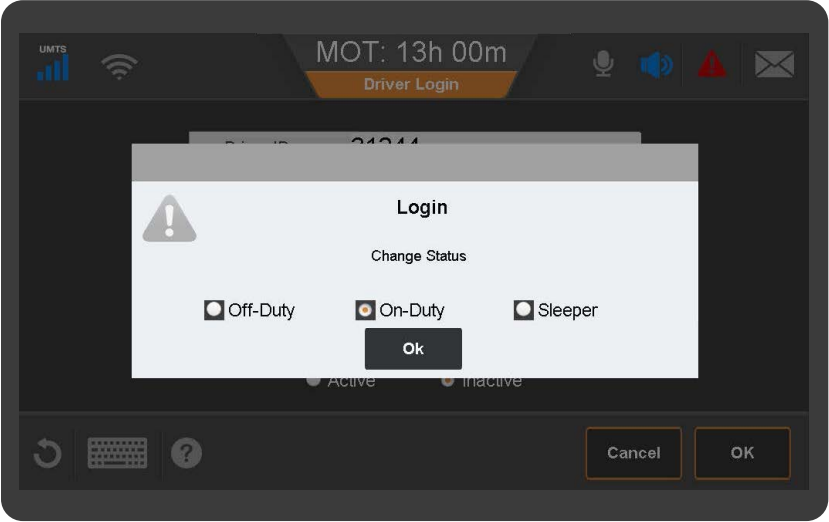 UMTS
MOT: 13h 00m
Driver Login
Login
Change Status
Off-Duty
On-Duty
Sleeper
Ok
Active
Inactive
Cancel
OK